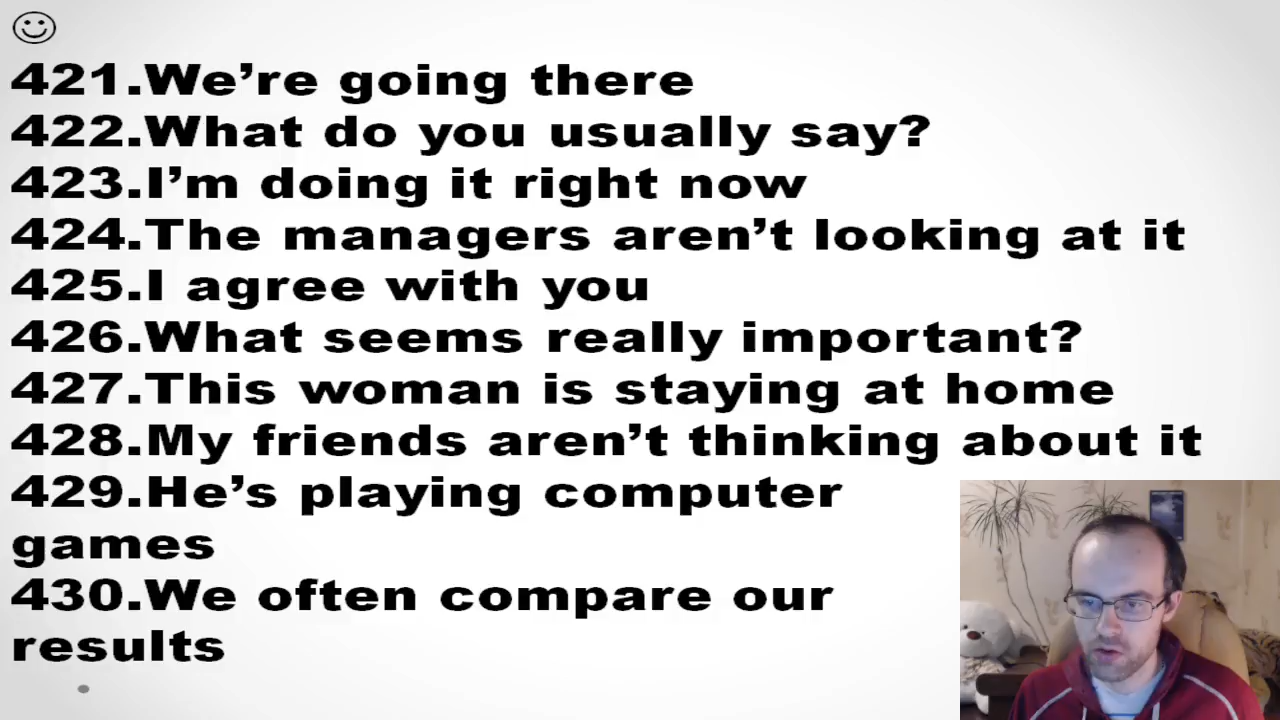 421.We’re going there
422.What do you usually say?
423.I’m doing it right now
424.The managers aren’t looking at it
425.I agree with you
426.What seems really important?
427.This woman is staying at home
428.My friends aren’t thinking about it
429.He’s playing computer
games
430.We often compare our
results